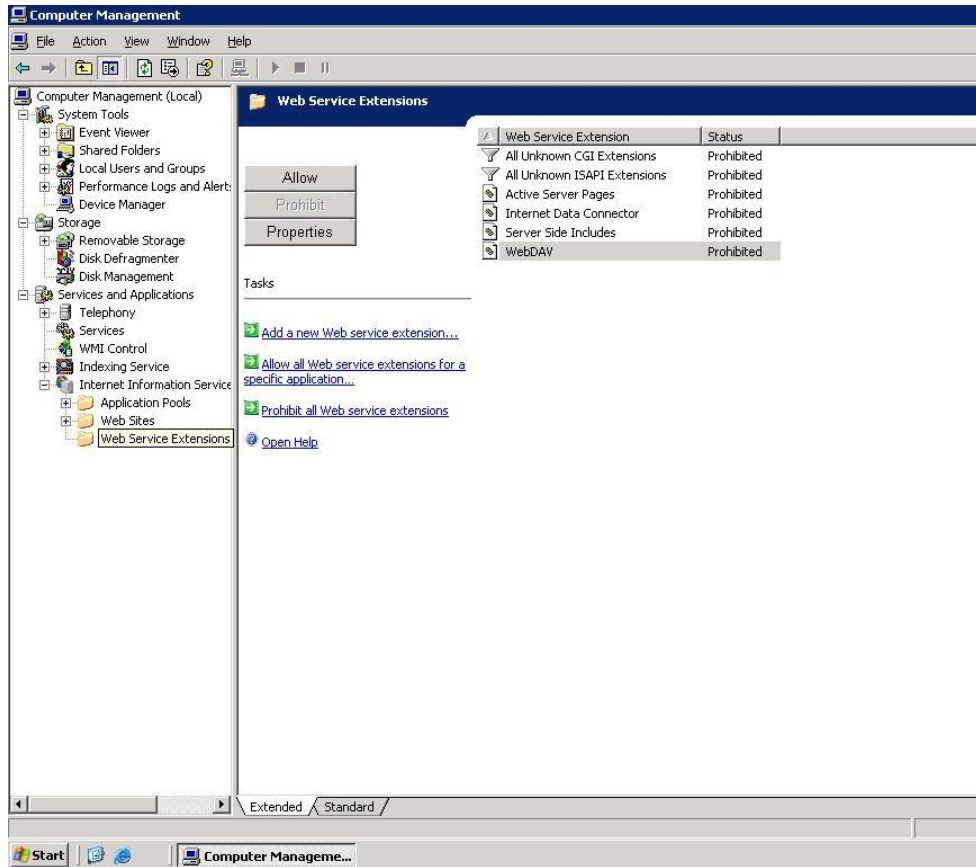 Computer Management
File Action View Window Help
Computer Management (Local)
System Tools
Event Viewer
Shared Folders
Local Users and Groups
Performance Logs and Alert:
Device Manager
Storage
Removable Storage
Disk Defragmenter
Disk Management
Services and Applications
Telephony
Services
WMI Control
Indexing Service
Internet Information Service
Application Pools
Web Sites
Web Service Extensions
Web Service Extensions
Allow
Prohibit
Properties
Tasks
Add a new Web service extension...
Allow all Web service extensions for a
specific application...
Prohibit all Web service extensions
Open Help
Web Service Extension Status
All Unknown CGI Extensions Prohibited
All Unknown ISAPI Extensions Prohibited
Active Server Pages Prohibited
Internet Data Connector Prohibited
Server Side Includes Prohibited
WebDAV Prohibited
Extended Standard
Start
Computer Manageme...